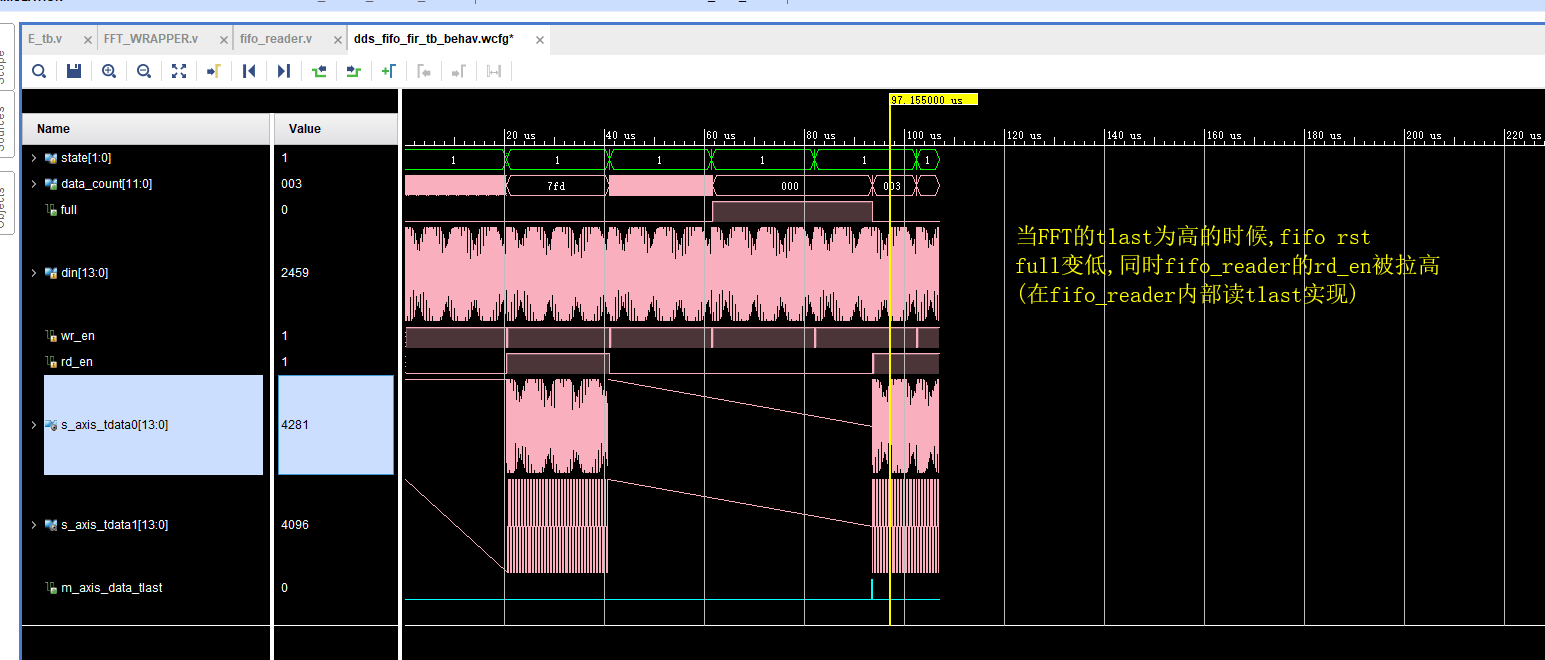 E_tb.v
FFT_WRAPPER.v
fifo_reader.v
dds_fifo_fir_tb_behav.wcfg*
Scope
Sources
Objects
97.155000 us
Name
Value
20 us
40 us
60 us
80 us
100 us
120 us
140 us
160 us
180 us
200 us
220 us
state[1:0]
1
1
1
1
1
1
1
data_count[11:0]
003
7fd
000
003
full
0
din[13:0]
2459
wr_en
1
rd_en
1
s_axis_tdata0[13:0]
4281
s_axis_tdata1[13:0]
4096
m_axis_data_tlast
0
当FFT的tlast为高的时候,fifo rst
full变低,同时fifo_reader的rd_en被拉高
(在fifo_reader内部读tlast实现)